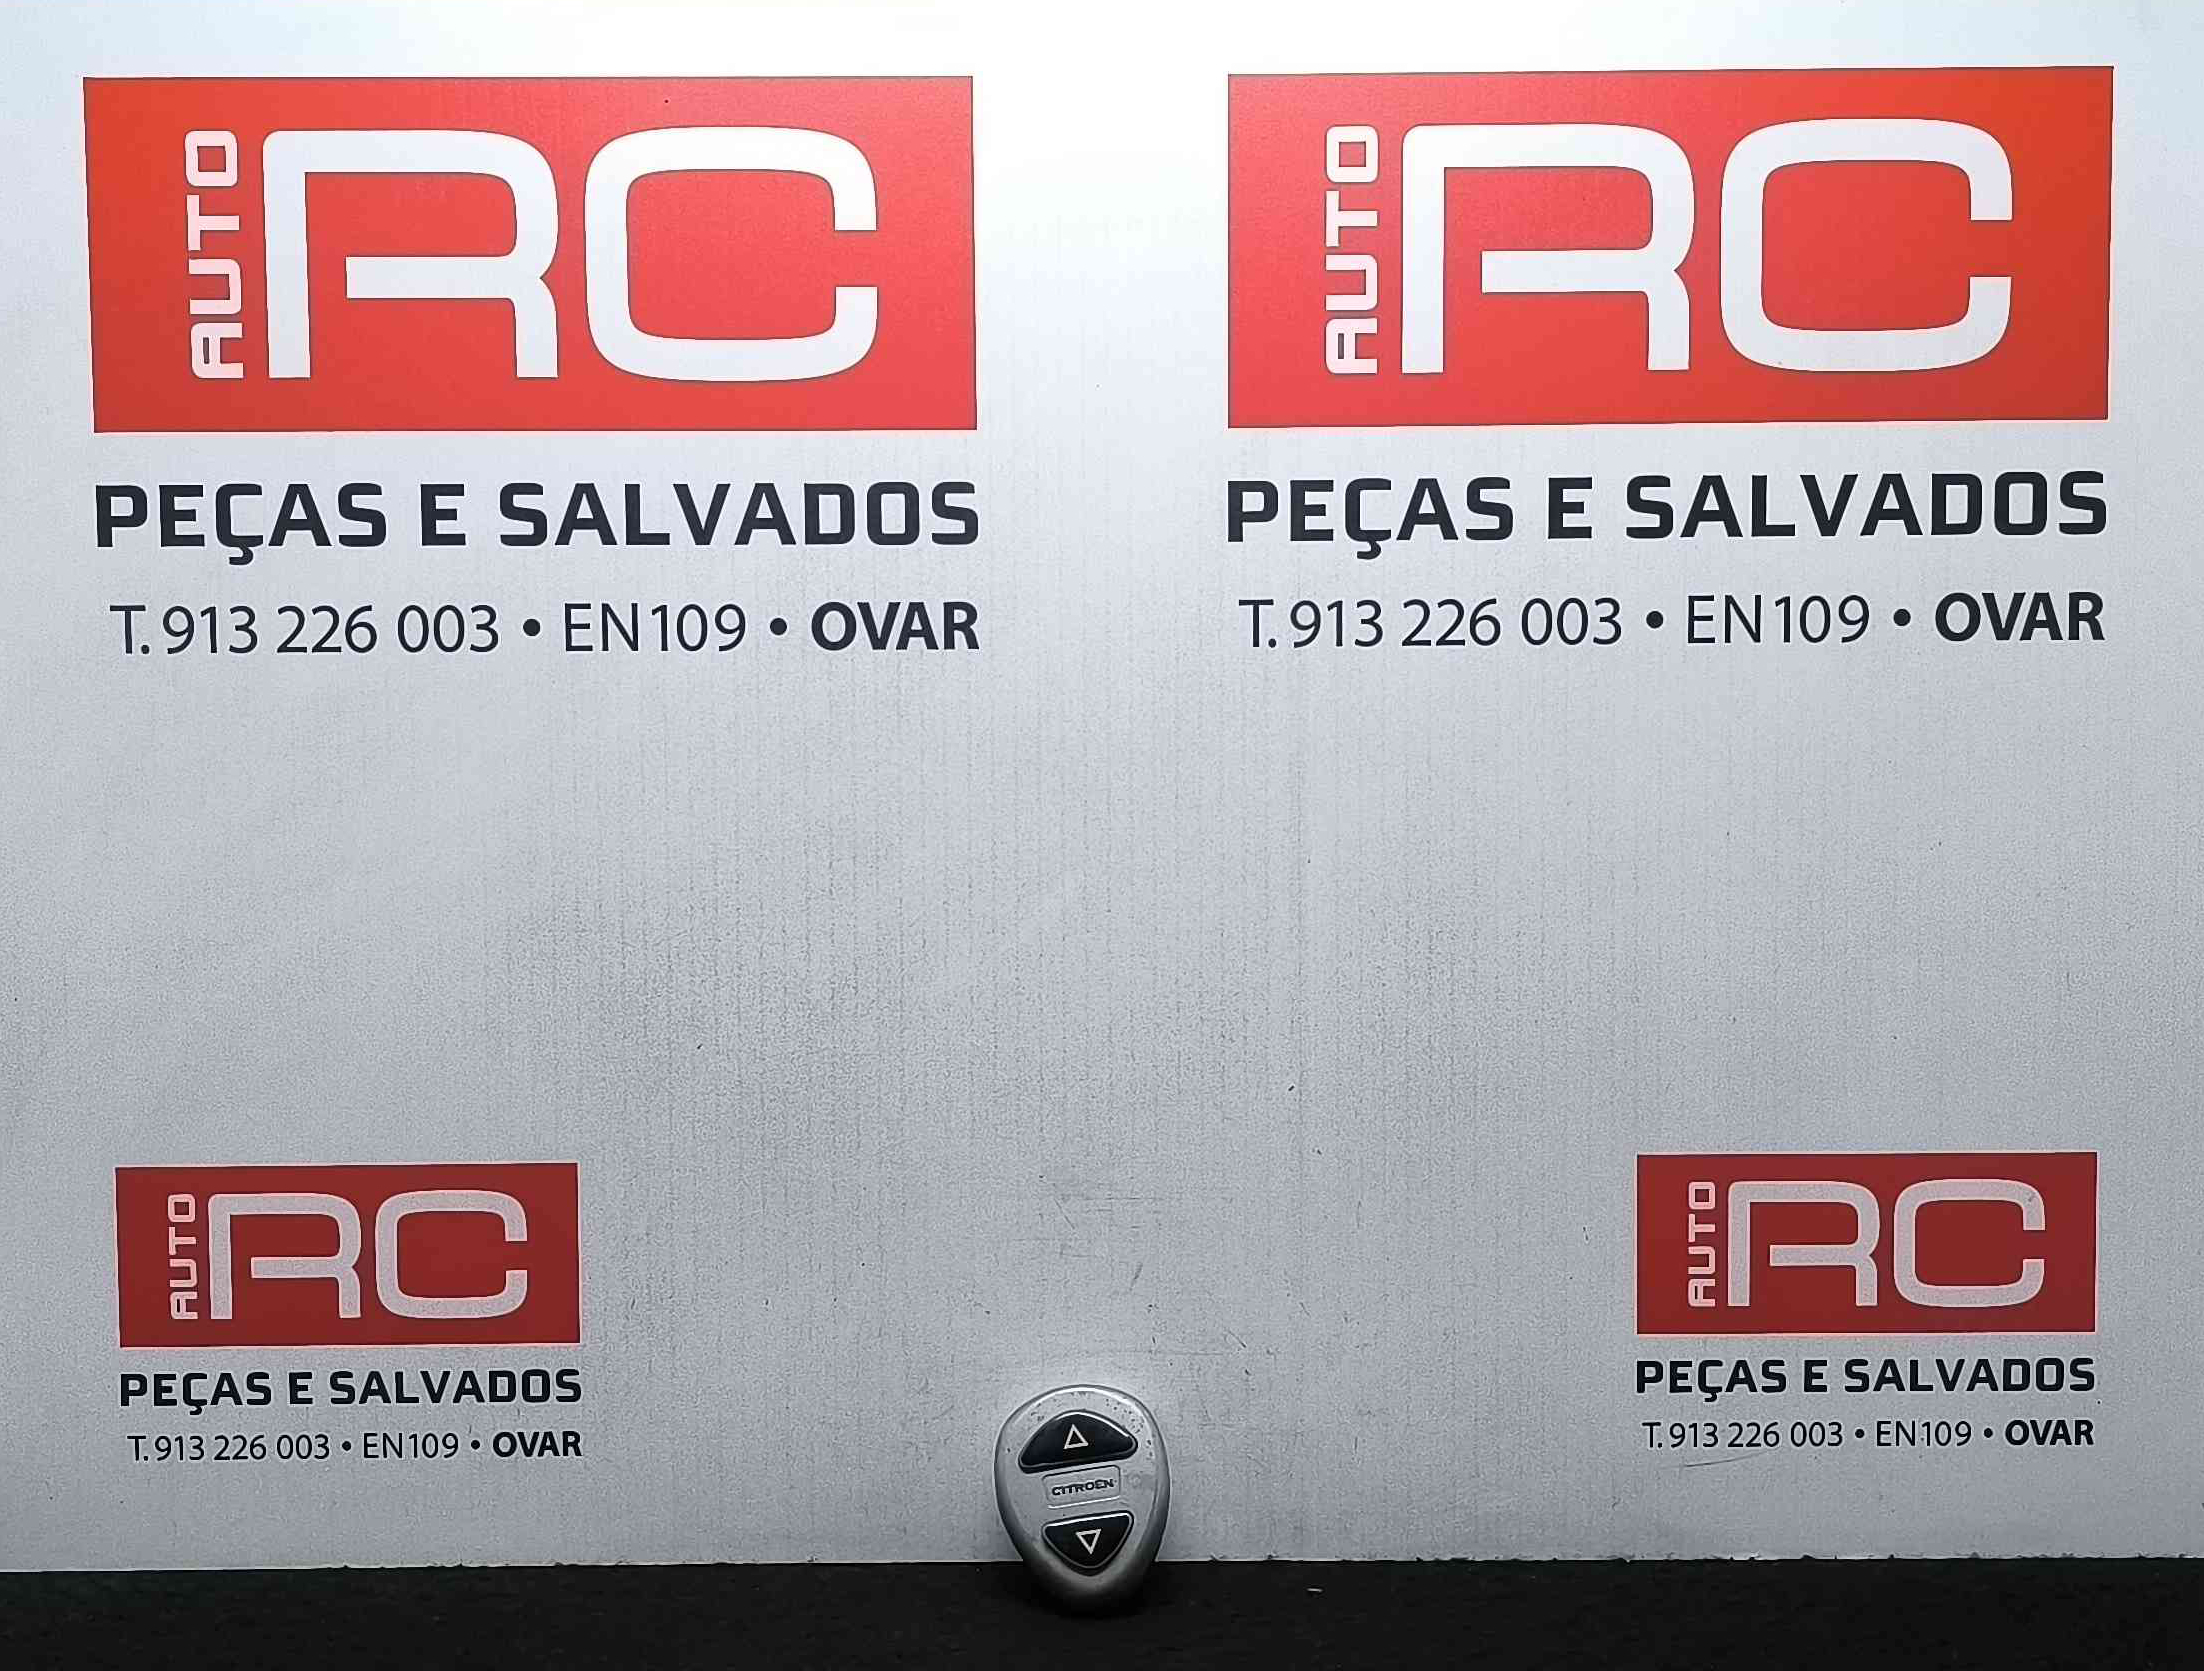 AUTO RC
PEÇAS E SALVADOS
T. 913 226 003 • EN109 • OVAR
AUTO RC
PEÇAS E SALVADOS
T. 913 226 003 • EN109 • OVAR
AUTO RC
PEÇAS E SALVADOS
T. 913 226 003 • EN109 • OVAR
CITROËN
AUTO RC
PEÇAS E SALVADOS
T. 913 226 003 • EN109 • OVAR